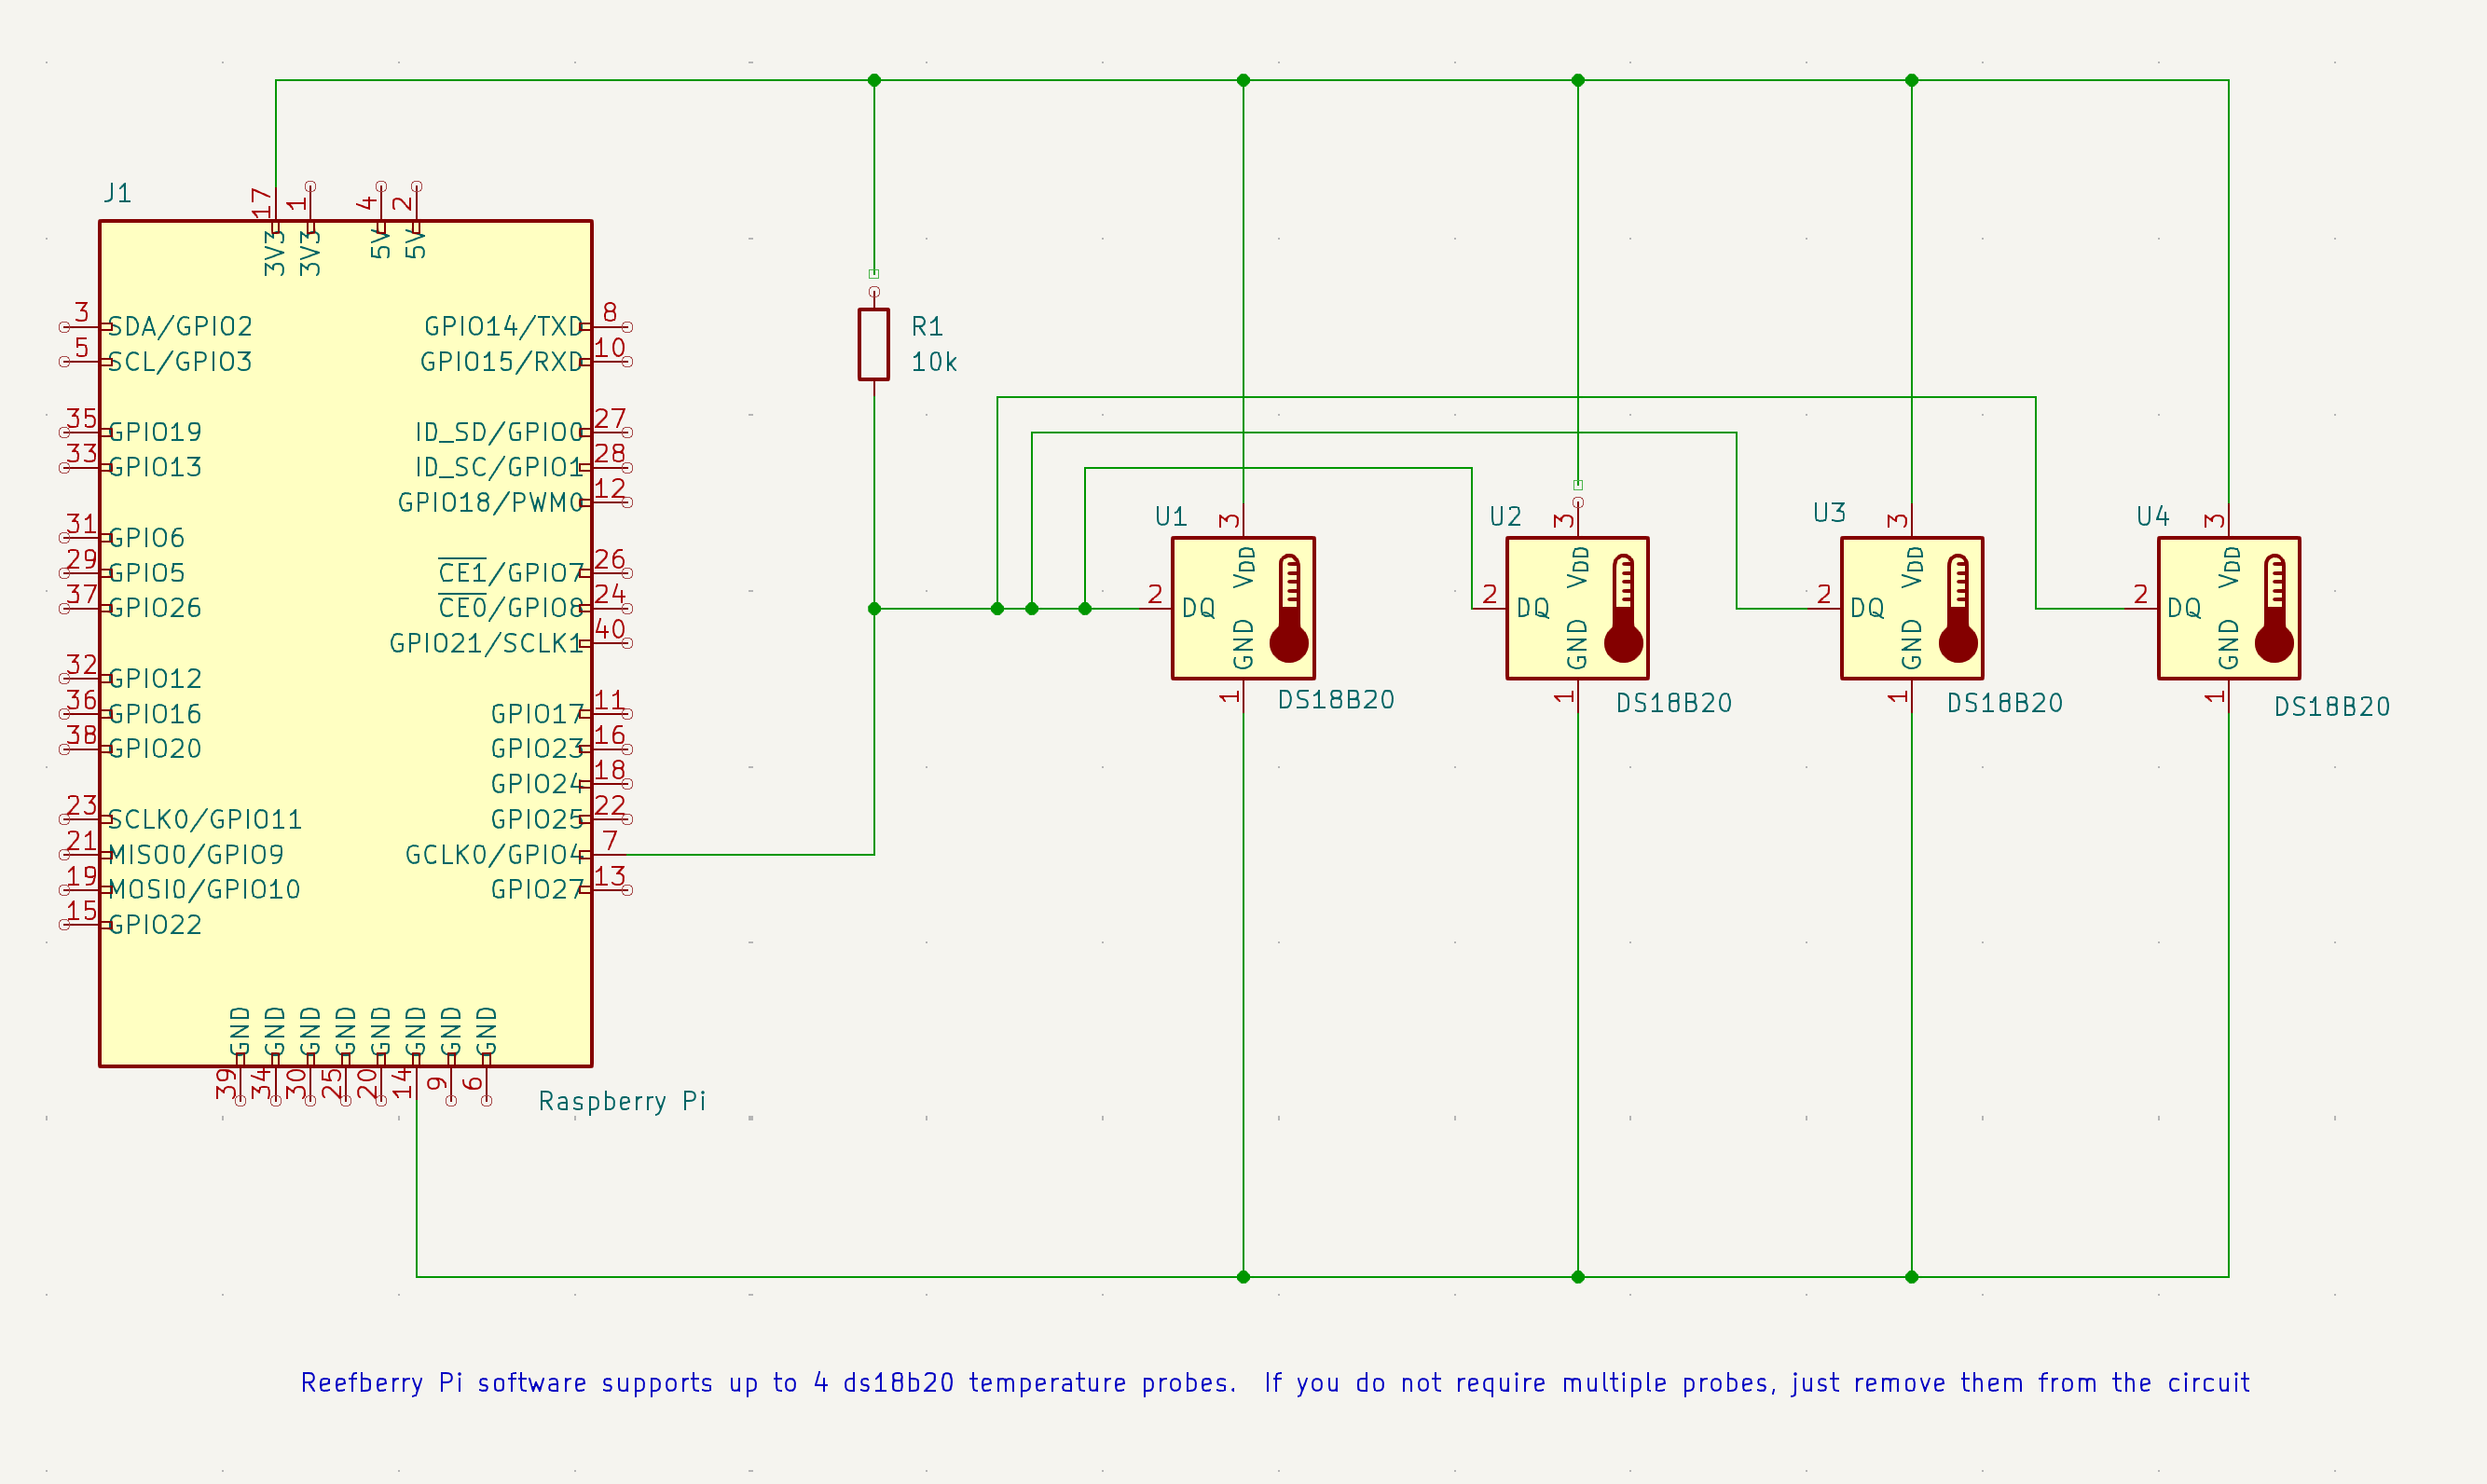 J1
17
1
4
2
3V3
3V3
5V
5V
3
SDA/GPIO2
5
SCL/GPIO3
35
GPIO19
33
GPIO13
31
GPIO6
29
GPIO5
37
GPIO26
32
GPIO12
36
GPIO16
38
GPIO20
23
SCLK0/GPIO11
21
MISO0/GPIO9
19
MOSI0/GPIO10
15
GPIO22
GPIO14/TXD
8
GPIO15/RXD
10
ID_SD/GPIO0
27
ID_SC/GPIO1
28
GPIO18/PWM0
12
CE1/GPIO7
26
CE0/GPIO8
24
GPIO21/SCLK1
40
GPIO17
11
GPIO23
16
GPIO24
18
GPIO25
22
GCLK0/GPIO4
7
GPIO27
13
GND
GND
GND
GND
GND
GND
GND
GND
39
34
30
25
20
14
9
6
Raspberry Pi
R1
10k
U1
3
VDD
2
DQ
GND
1
DS18B20
U2
3
VDD
2
DQ
GND
1
DS18B20
U3
3
VDD
2
DQ
GND
1
DS18B20
U4
3
VDD
2
DQ
GND
1
DS18B20
Reefberry Pi software supports up to 4 ds18b20 temperature probes.  If you do not require multiple probes, just remove them from the circuit